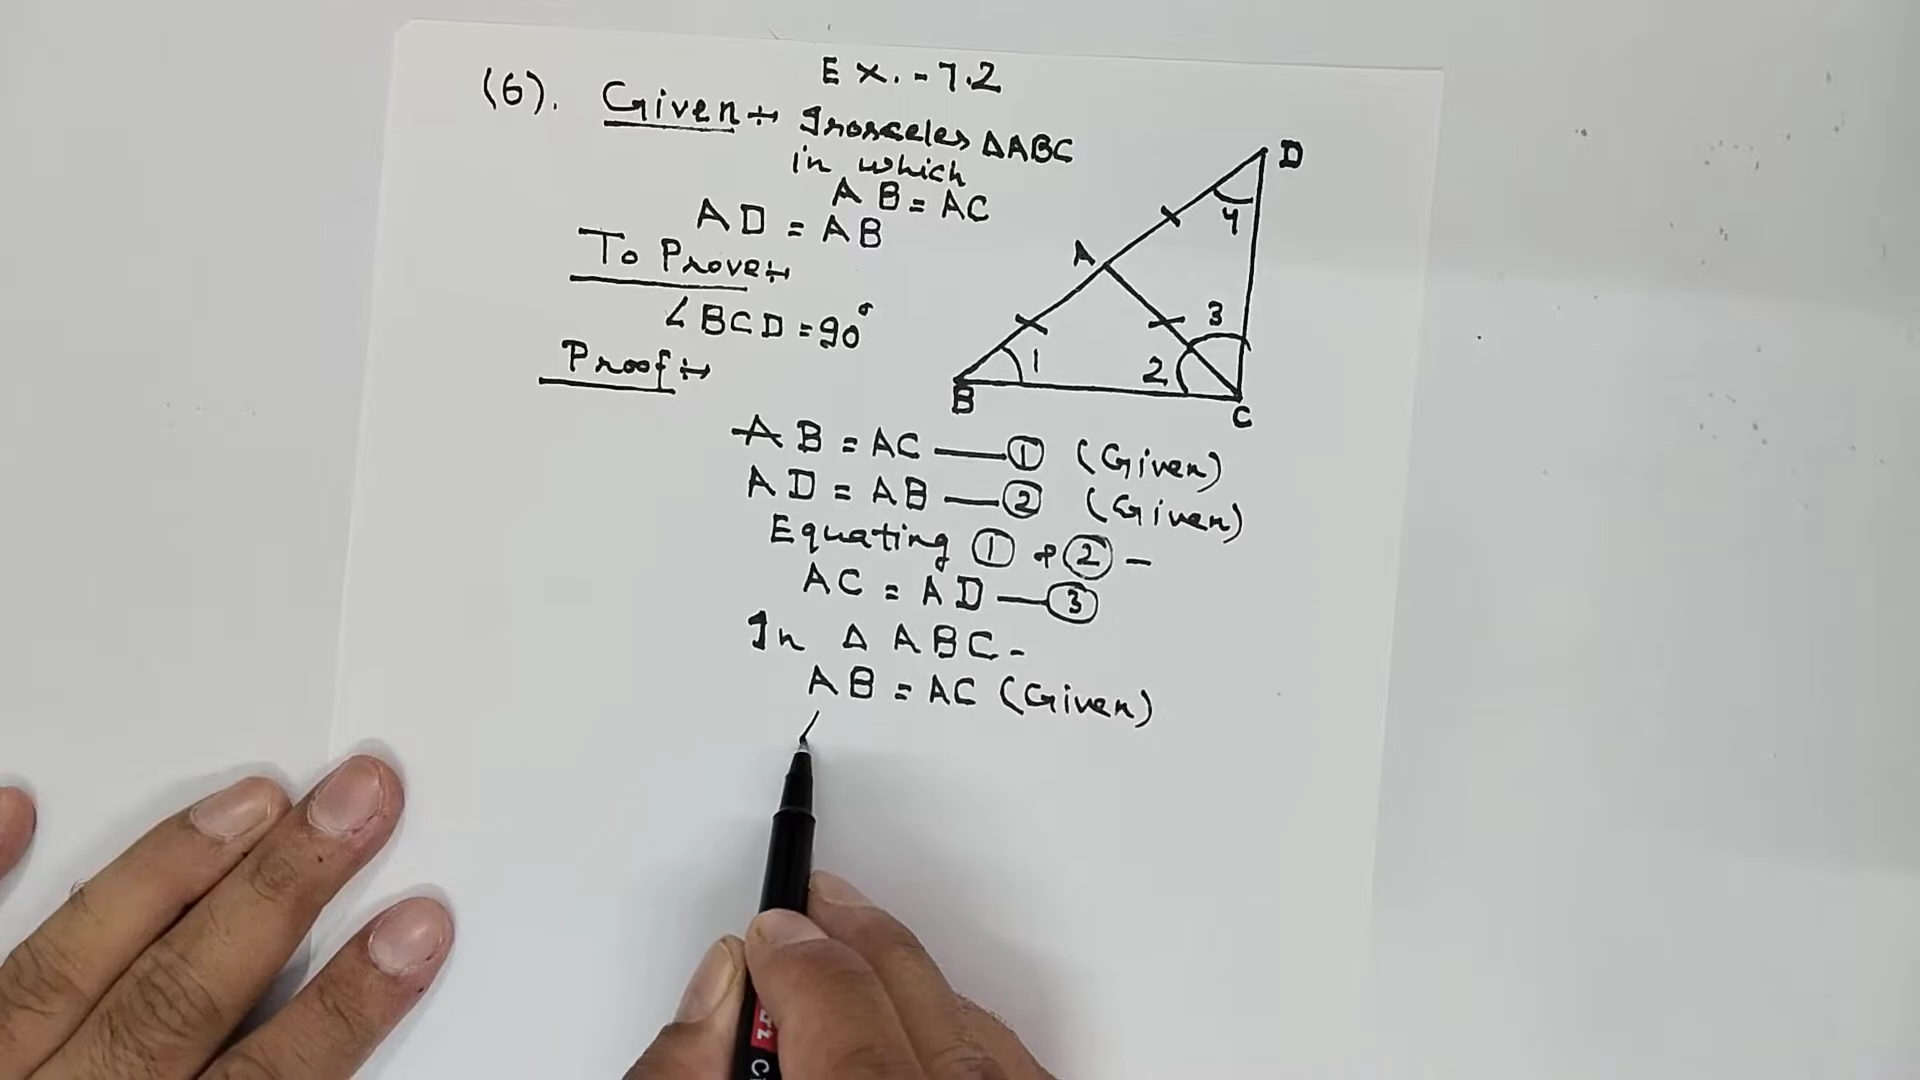 Ex. - 7.2
(6). Given÷ Isosceles ΔABC
in which
AB = AC
AD = AB
To Prove÷
∠BCD = 90°
Proof÷
D
4
A
3
1
2
B
C
AB = AC — ① (Given)
AD = AB — ② (Given)
Equating ① & ② -
AC = AD — ③
In Δ ABC -
AB = AC (Given)